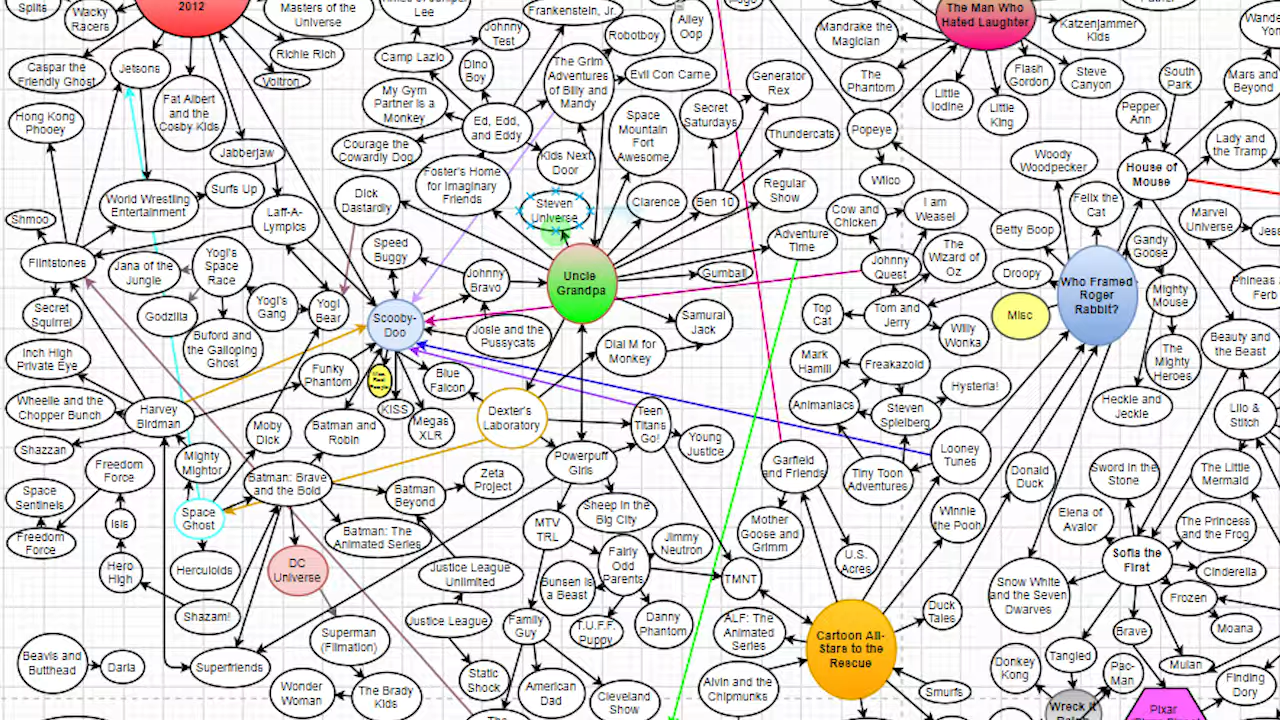 Splits
Wacky
Racers
2012
Masters of the
Universe
Lee
Frankenstein, Jr.
Alley
Oop
Mandrake the
Magician
The Man Who
Hated Laughter
Katzenjammer
Kids
Caspar the
Friendly Ghost
Jetsons
Richie Rich
Voltron
Camp Lazlo
Johnny
Test
Dino
Boy
The Grim
Adventures
of Billy and
Mandy
Robotboy
Evil Con Carne
Generator
Rex
The
Phantom
Little
Iodine
Flash
Gordon
Little
King
Steve
Canyon
South
Park
Mars and
Beyond
Hong Kong
Phooey
Fat Albert
and the
Cosby Kids
Jabberjaw
My Gym
Partner is a
Monkey
Courage the
Cowardly Dog
Ed, Edd,
and Eddy
Kids Next
Door
Space
Mountain
Fort
Awesome
Secret
Saturdays
Thundercats
Popeye
Pepper
Ann
Lady and
the Tramp
World Wrestling
Entertainment
Surfs Up
Laff-A-
Lympics
Dick
Dastardly
Foster's Home
for Imaginary
Friends
Steven
Universe
Clarence
Ben 10
Regular
Show
Wilco
Woody
Woodpecker
House of
Mouse
Felix the
Cat
Shmoo
Flintstones
Jana of the
Jungle
Yogi's
Space
Race
Godzilla
Yogi's
Gang
Yogi
Bear
Speed
Buggy
Johnny
Bravo
Scooby-
Doo
Josie and the
Pussycats
Uncle
Grandpa
Gumball
Adventure
Time
Cow and
Chicken
I am
Weasel
Johnny
Quest
The
Wizard of
Oz
Betty Boop
Droopy
Misc
Who Framed
Roger
Rabbit?
Gandy
Goose
Mighty
Mouse
Marvel
Universe
Secret
Squirrel
Inch High
Private Eye
Buford and
the Galloping
Ghost
Samurai
Jack
Dial M for
Monkey
Top
Cat
Tom and
Jerry
Willy
Wonka
The
Mighty
Heroes
Heckle and
Jeckle
Beauty and
the Beast
Wheelie and the
Chopper Bunch
Harvey
Birdman
Funky
Phantom
KISS
Blue
Falcon
Batman and
Robin
Megas
XLR
Dexter's
Laboratory
Teen
Titans
Go!
Young
Justice
Mark
Hamill
Freakazoid
Animaniacs
Steven
Spielberg
Hysteria!
Lilo &
Stitch
Shazzan
Freedom
Force
Mighty
Mightor
Moby
Dick
Batman: Brave
and the Bold
Batman
Beyond
Zeta
Project
Powerpuff
Girls
Garfield
and Friends
Tiny Toon
Adventures
Looney
Tunes
Donald
Duck
Sword in the
Stone
The Little
Mermaid
Space
Sentinels
Isis
Freedom
Force
Space
Ghost
Batman: The
Animated Series
MTV
TRL
Sheep in the
Big City
Mother
Goose and
Grimm
U.S.
Acres
Winnie
the Pooh
Elena of
Avalor
The Princess
and the Frog
Hero
High
Herculoids
DC
Universe
Justice League
Unlimited
Bunsen is
a Beast
Fairly
Odd
Parents
Jimmy
Neutron
TMNT
Snow White
and the Seven
Dwarves
Sofia the
First
Cinderella
Shazam!
Superman
(Filmation)
Justice League
Family
Guy
T.U.F.F.
Puppy
Danny
Phantom
ALF: The
Animated
Series
Cartoon All-
Stars to the
Rescue
Duck
Tales
Frozen
Brave
Moana
Beavis and
Butthead
Daria
Superfriends
Wonder
Woman
The Brady
Kids
Static
Shock
American
Dad
Cleveland
Show
Alvin and the
Chipmunks
Smurfs
Donkey
Kong
Tangled
Pac-
Man
Mulan
Finding
Dory
Wreck It
Pixar
The